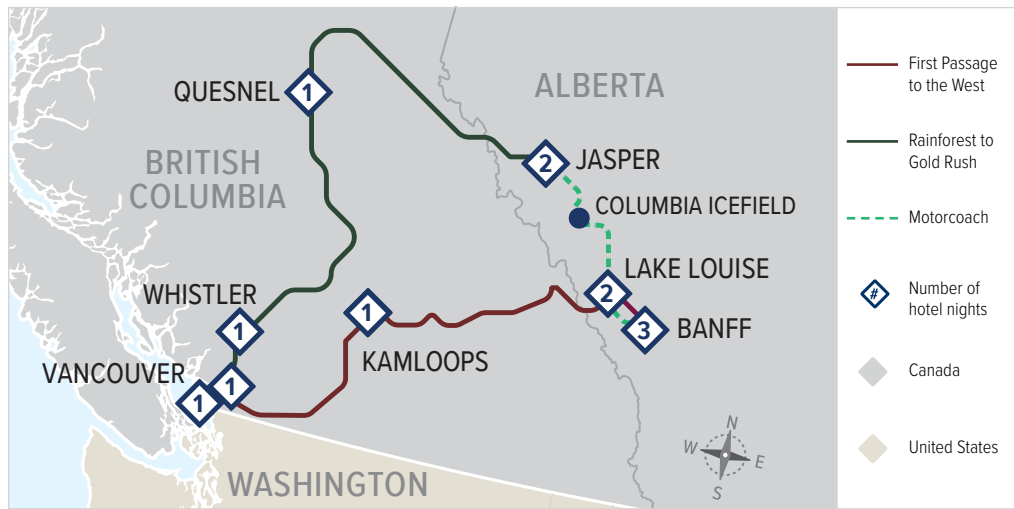 QUESNEL
1
ALBERTA
BRITISH
COLUMBIA
2
JASPER
COLUMBIA ICEFIELD
WHISTLER
1
1
KAMLOOPS
LAKE LOUISE
2
3
BANFF
VANCOUVER
1
1
WASHINGTON
N
W
E
S
First Passage
to the West
Rainforest to
Gold Rush
Motorcoach
#
Number of
hotel nights
Canada
United States